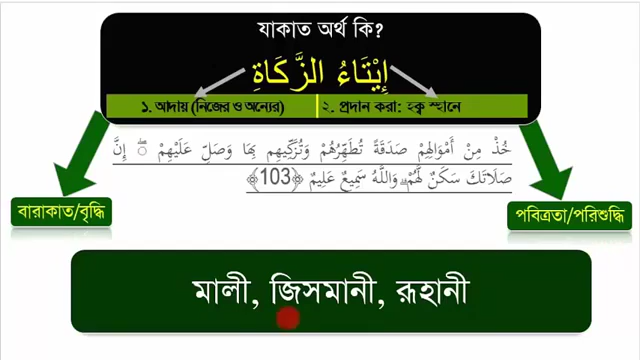 যাকাত অর্থ কি?
إِيْتَاءُ الزَّكَاةِ
১. আদায় (নিজের ও অন্যের) ২. প্রদান করা: হক্ব স্থানে
خُذْ مِنْ أَمْوَالِهِمْ صَدَقَةً تُطَهِّرُهُمْ وَتُزَكِّيهِم بِهَا وَصَلِّ عَلَيْهِمْ ۖ إِنَّ
صَلَاتَكَ سَكَنٌ لَّهُمْ ۗ وَاللَّهُ سَمِيعٌ عَلِيمٌ ﴿103﴾
বারাকাত/বৃদ্ধি
পবিত্রতা/পরিশুদ্ধি
মালী, জিসমানী, রূহানী